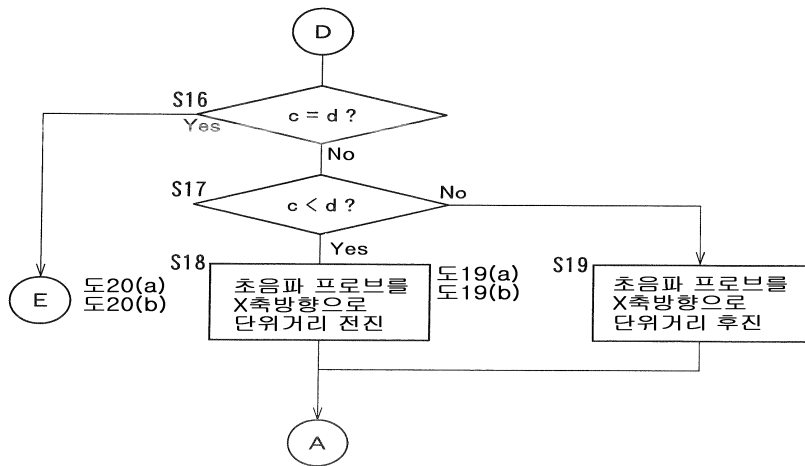 D
S16
c = d ?
Yes
No
S17
c < d ?
No
Yes
E
도20(a)
도20(b)
S18
초음파 프로브를
X축방향으로
단위거리 전진
도19(a)
도19(b)
S19
초음파 프로브를
X축방향으로
단위거리 후진
A